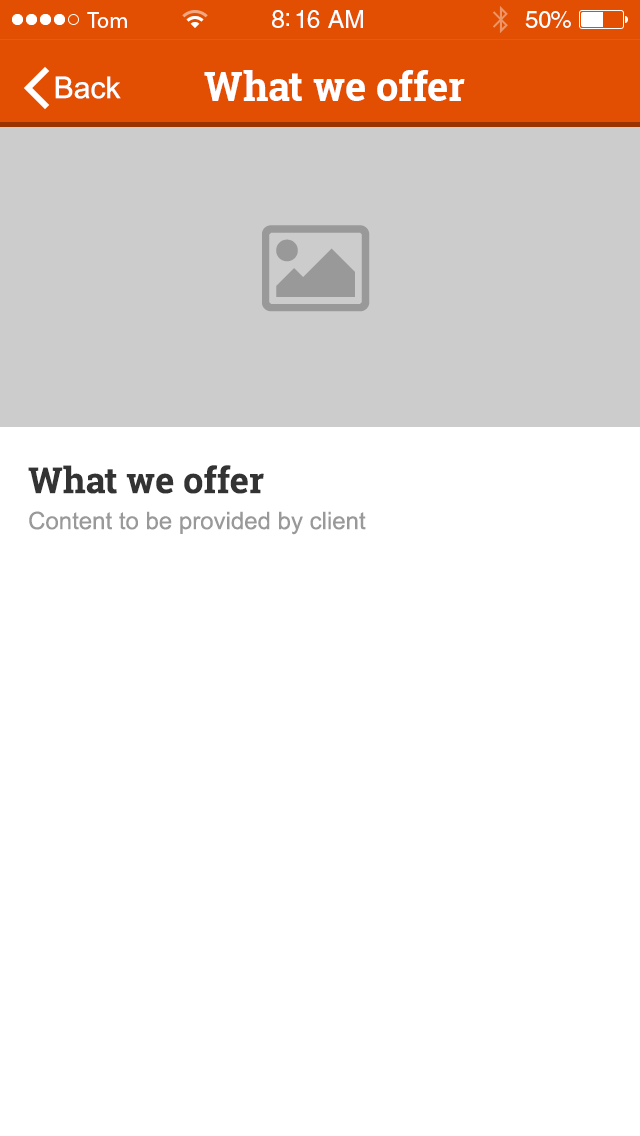 Tom 8:16 AM 50%
Back What we offer
What we offer
Content to be provided by client